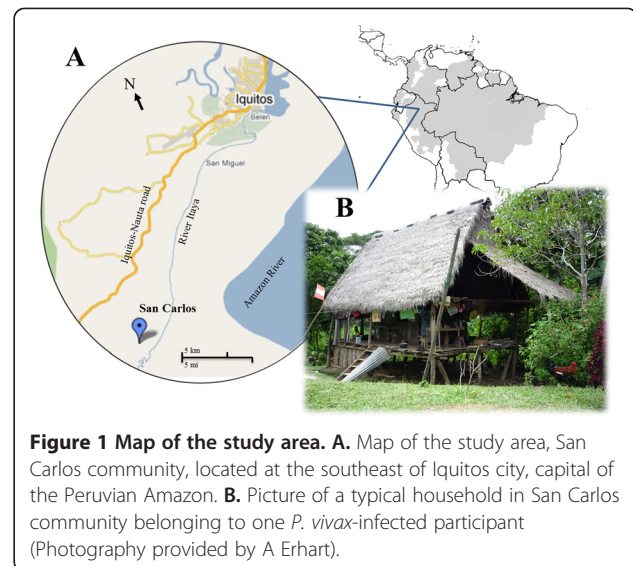 A
N
Iquitos
Belen
San Miguel
Iquitos-Nauta road
River Itaya
Amazon River
San Carlos
5 km
5 mi
B
Figure 1 Map of the study area. A. Map of the study area, San
Carlos community, located at the southeast of Iquitos city, capital of
the Peruvian Amazon. B. Picture of a typical household in San Carlos
community belonging to one P. vivax-infected participant
(Photography provided by A Erhart).